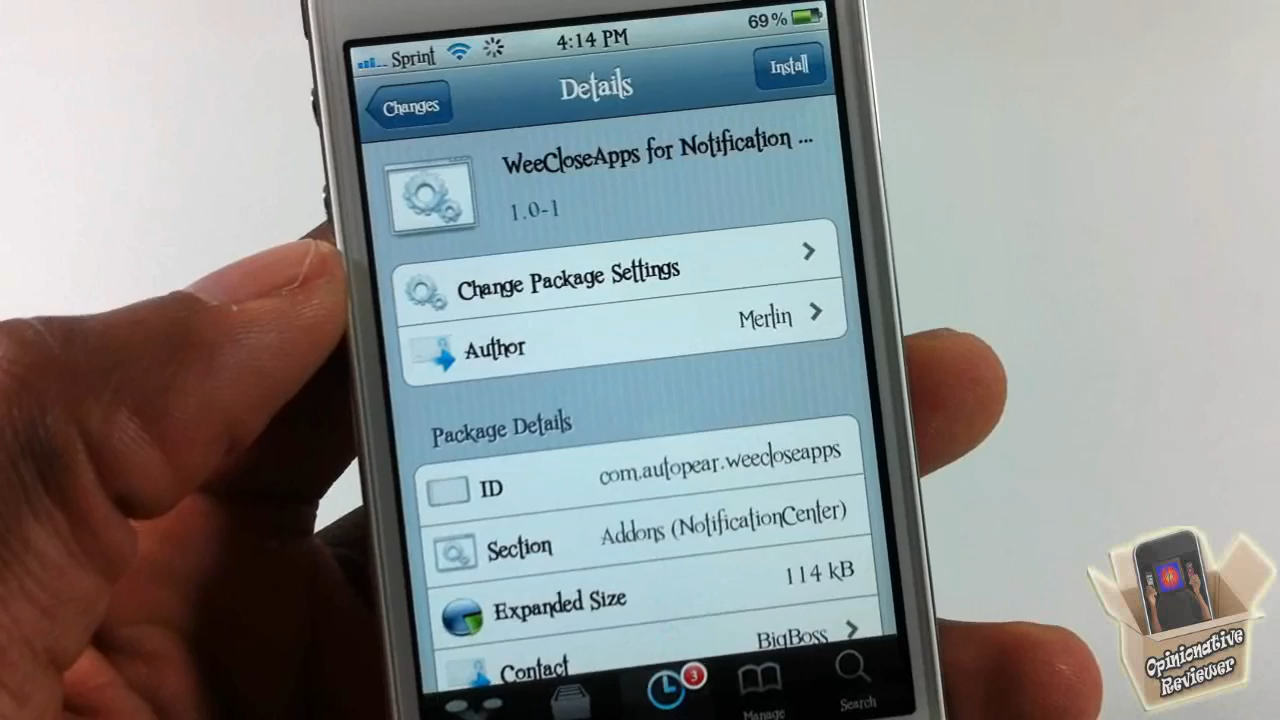 Sprint 4:14 PM 69%
Changes Details Install
WeeCloseApps for Notification ...
1.0-1
Change Package Settings
Author Merlin
Package Details
ID com.autopear.weecloseapps
Section Addons (NotificationCenter)
Expanded Size 114 kB
Contact BigBoss
3
Manage Search
Opinionative
Reviewer